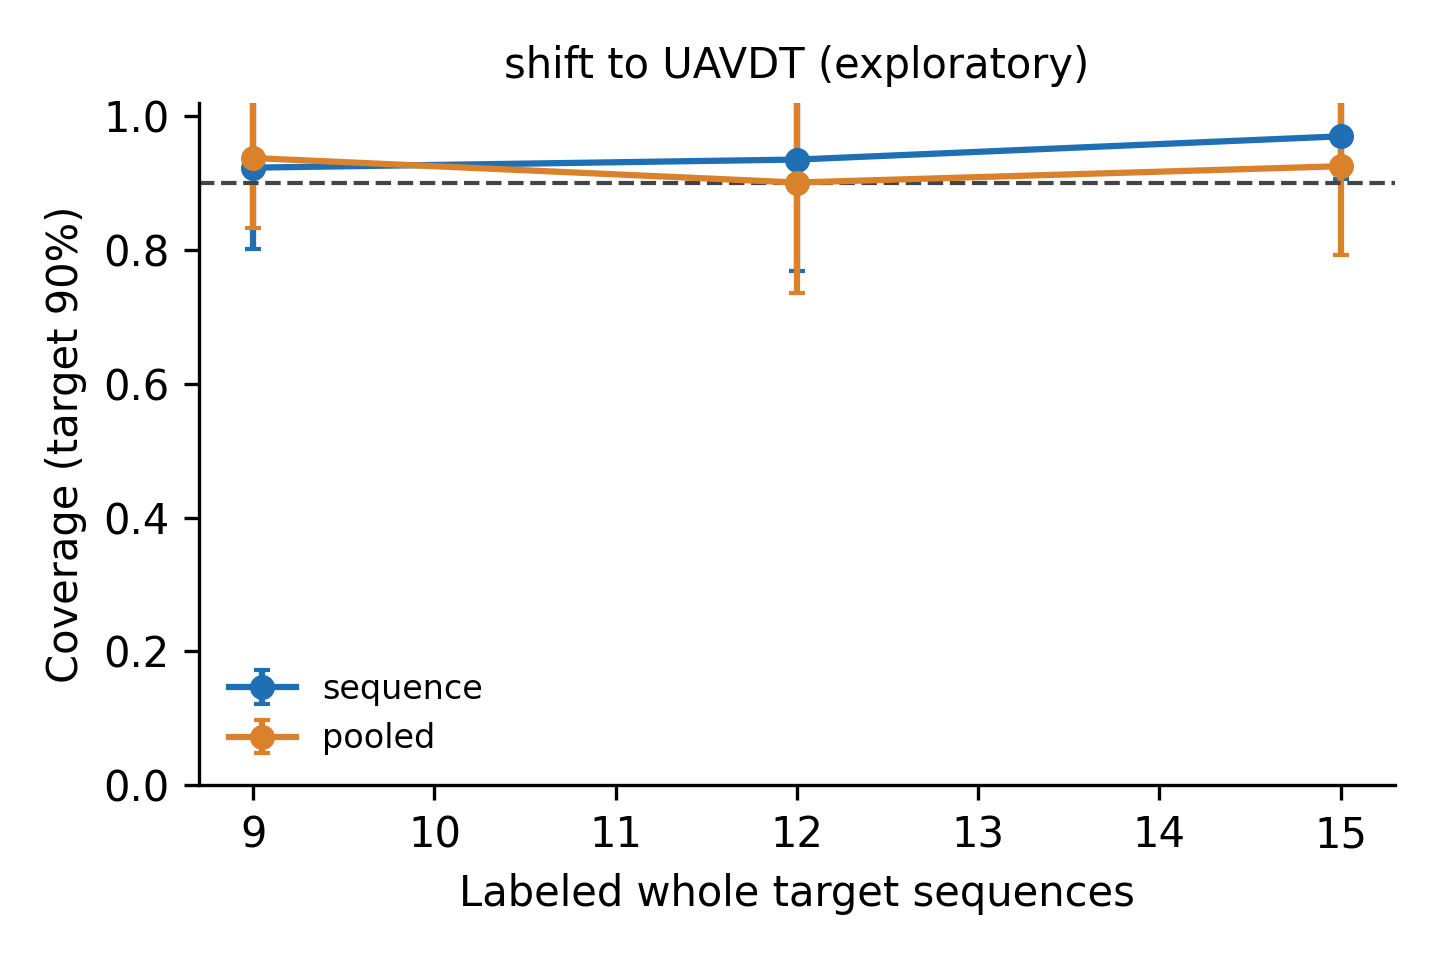 shift to UAVDT (exploratory)
Coverage (target 90%)
1.0
0.8
0.6
0.4
0.2
0.0
sequence
pooled
9 10 11 12 13 14 15
Labeled whole target sequences